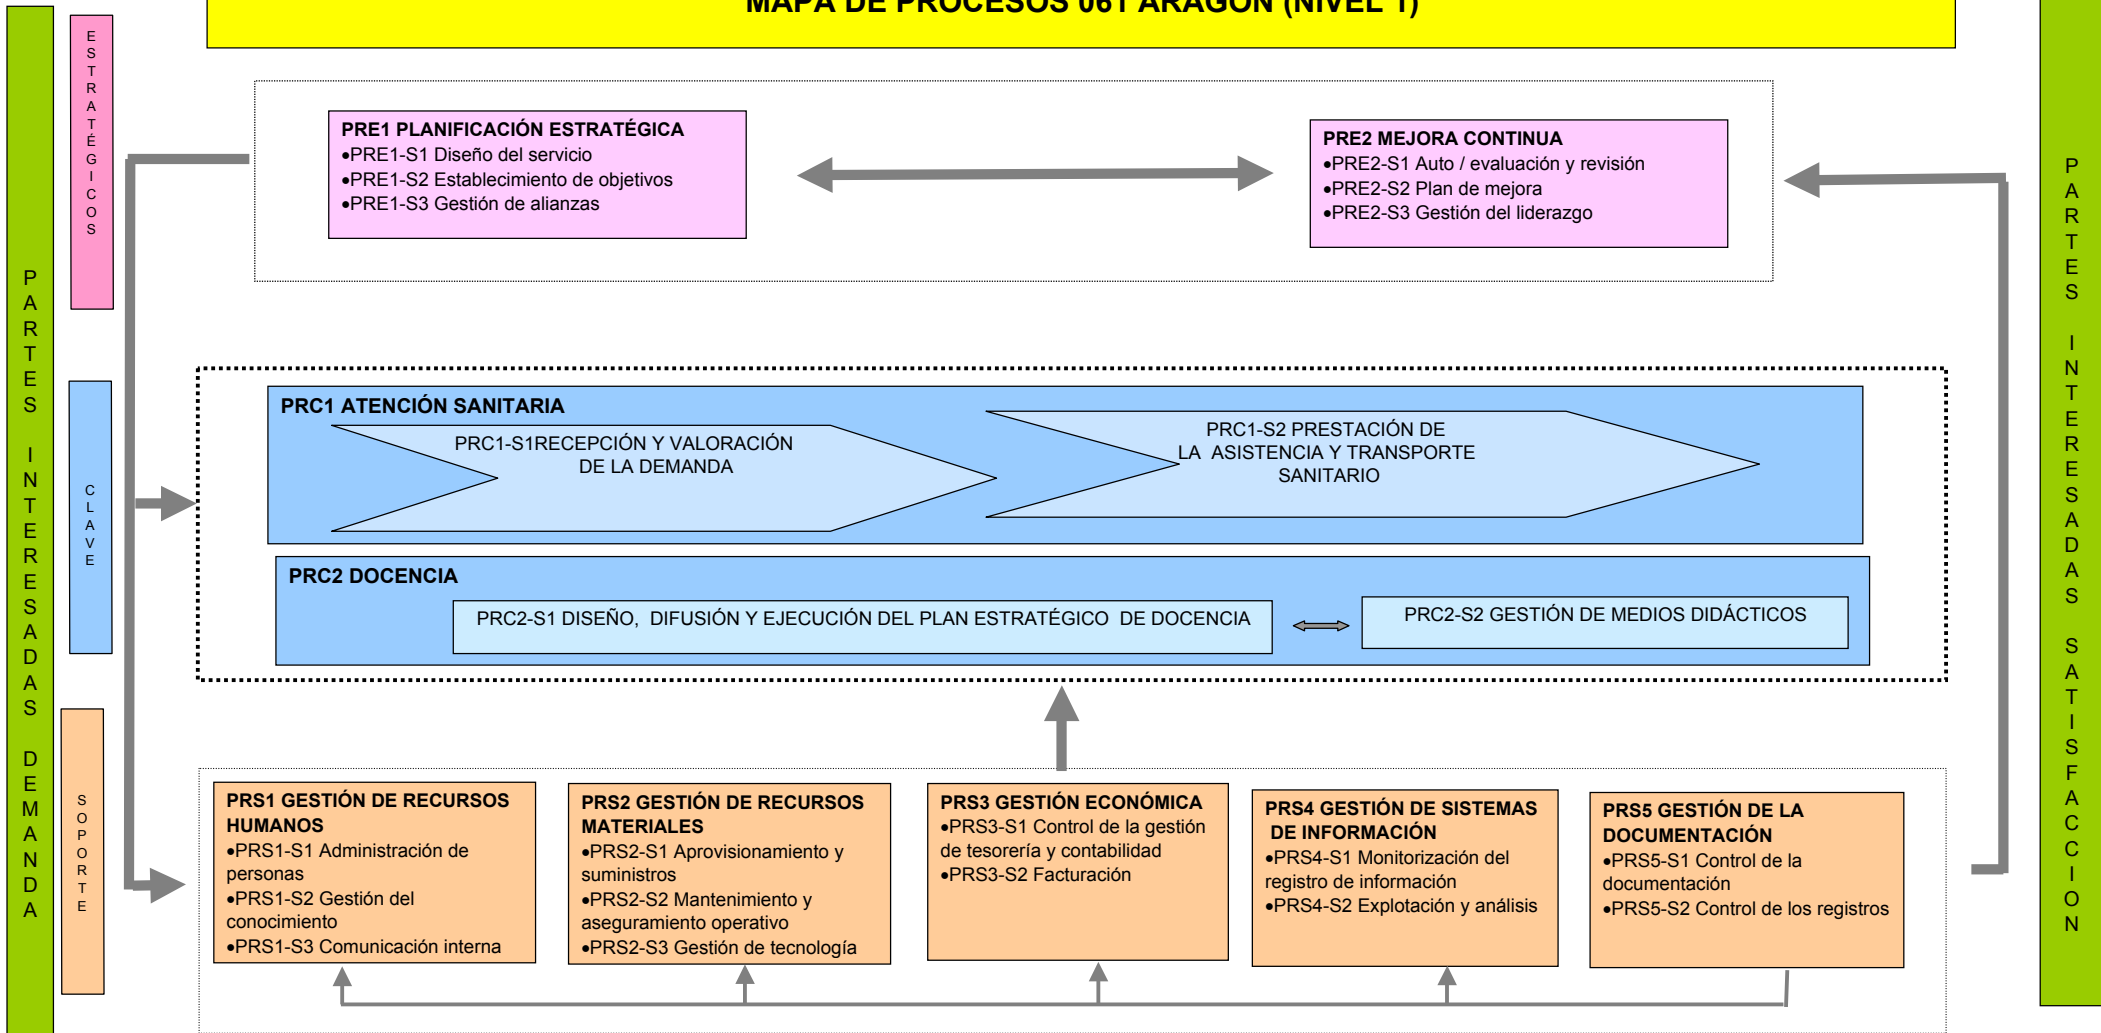 MAPA DE PROCESOS 061 ARAGON (NIVEL 1)
PARTES INTERESADAS DEMANDA
ESTRATÉGICOS
PRE1 PLANIFICACIÓN ESTRATÉGICA
•PRE1-S1 Diseño del servicio
•PRE1-S2 Establecimiento de objetivos
•PRE1-S3 Gestión de alianzas
PRE2 MEJORA CONTINUA
•PRE2-S1 Auto / evaluación y revisión
•PRE2-S2 Plan de mejora
•PRE2-S3 Gestión del liderazgo
CLAVE
PRC1 ATENCIÓN SANITARIA
PRC1-S1RECEPCIÓN Y VALORACIÓN
DE LA DEMANDA
PRC1-S2 PRESTACIÓN DE
LA ASISTENCIA Y TRANSPORTE
SANITARIO
PRC2 DOCENCIA
PRC2-S1 DISEÑO, DIFUSIÓN Y EJECUCIÓN DEL PLAN ESTRATÉGICO DE DOCENCIA
PRC2-S2 GESTIÓN DE MEDIOS DIDÁCTICOS
SOPORTE
PRS1 GESTIÓN DE RECURSOS
HUMANOS
•PRS1-S1 Administración de
personas
•PRS1-S2 Gestión del
conocimiento
•PRS1-S3 Comunicación interna
PRS2 GESTIÓN DE RECURSOS
MATERIALES
•PRS2-S1 Aprovisionamiento y
suministros
•PRS2-S2 Mantenimiento y
aseguramiento operativo
•PRS2-S3 Gestión de tecnología
PRS3 GESTIÓN ECONÓMICA
•PRS3-S1 Control de la gestión
de tesorería y contabilidad
•PRS3-S2 Facturación
PRS4 GESTIÓN DE SISTEMAS
DE INFORMACIÓN
•PRS4-S1 Monitorización del
registro de información
•PRS4-S2 Explotación y análisis
PRS5 GESTIÓN DE LA
DOCUMENTACIÓN
•PRS5-S1 Control de la
documentación
•PRS5-S2 Control de los registros
PARTES INTERESADAS SATISFACCION